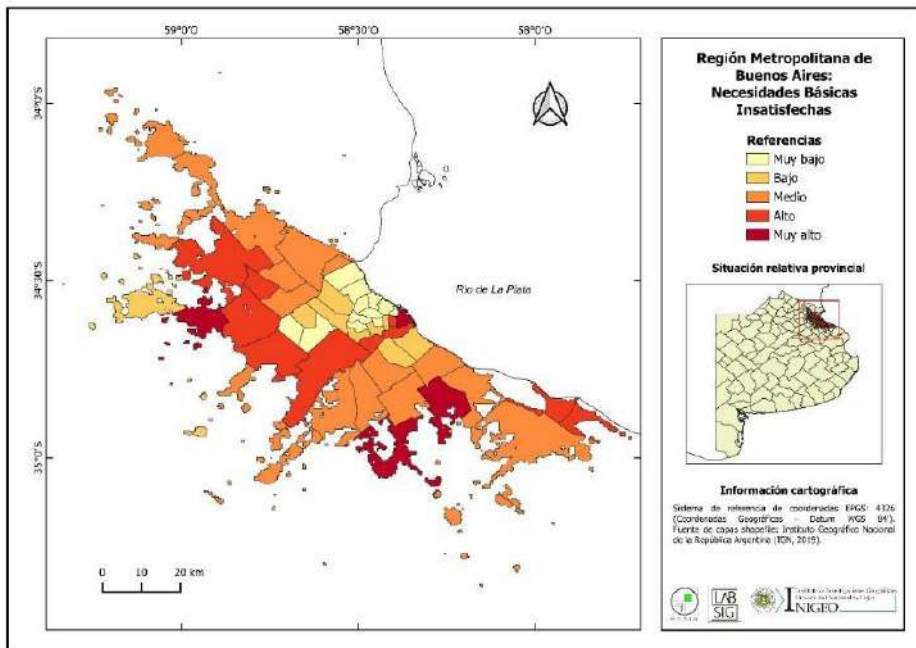 59°0'O
58°30'O
58°0'O
34°0'S
34°30'S
35°0'S
Rio de La Plata
0 10 20 km
Región Metropolitana de
Buenos Aires:
Necesidades Básicas
Insatisfechas
Referencias
Muy bajo
Bajo
Medio
Alto
Muy alto
Situación relativa provincial
Información cartográfica
Sistema de referencia de coordenadas EPGS: 4326
(Coordenadas Geográficas - Datum WGS 84').
Fuente de capas shapefile: Instituto Geográfico Nacional
de la República Argentina (IGN, 2019).
LAB
SIG
INIGEO